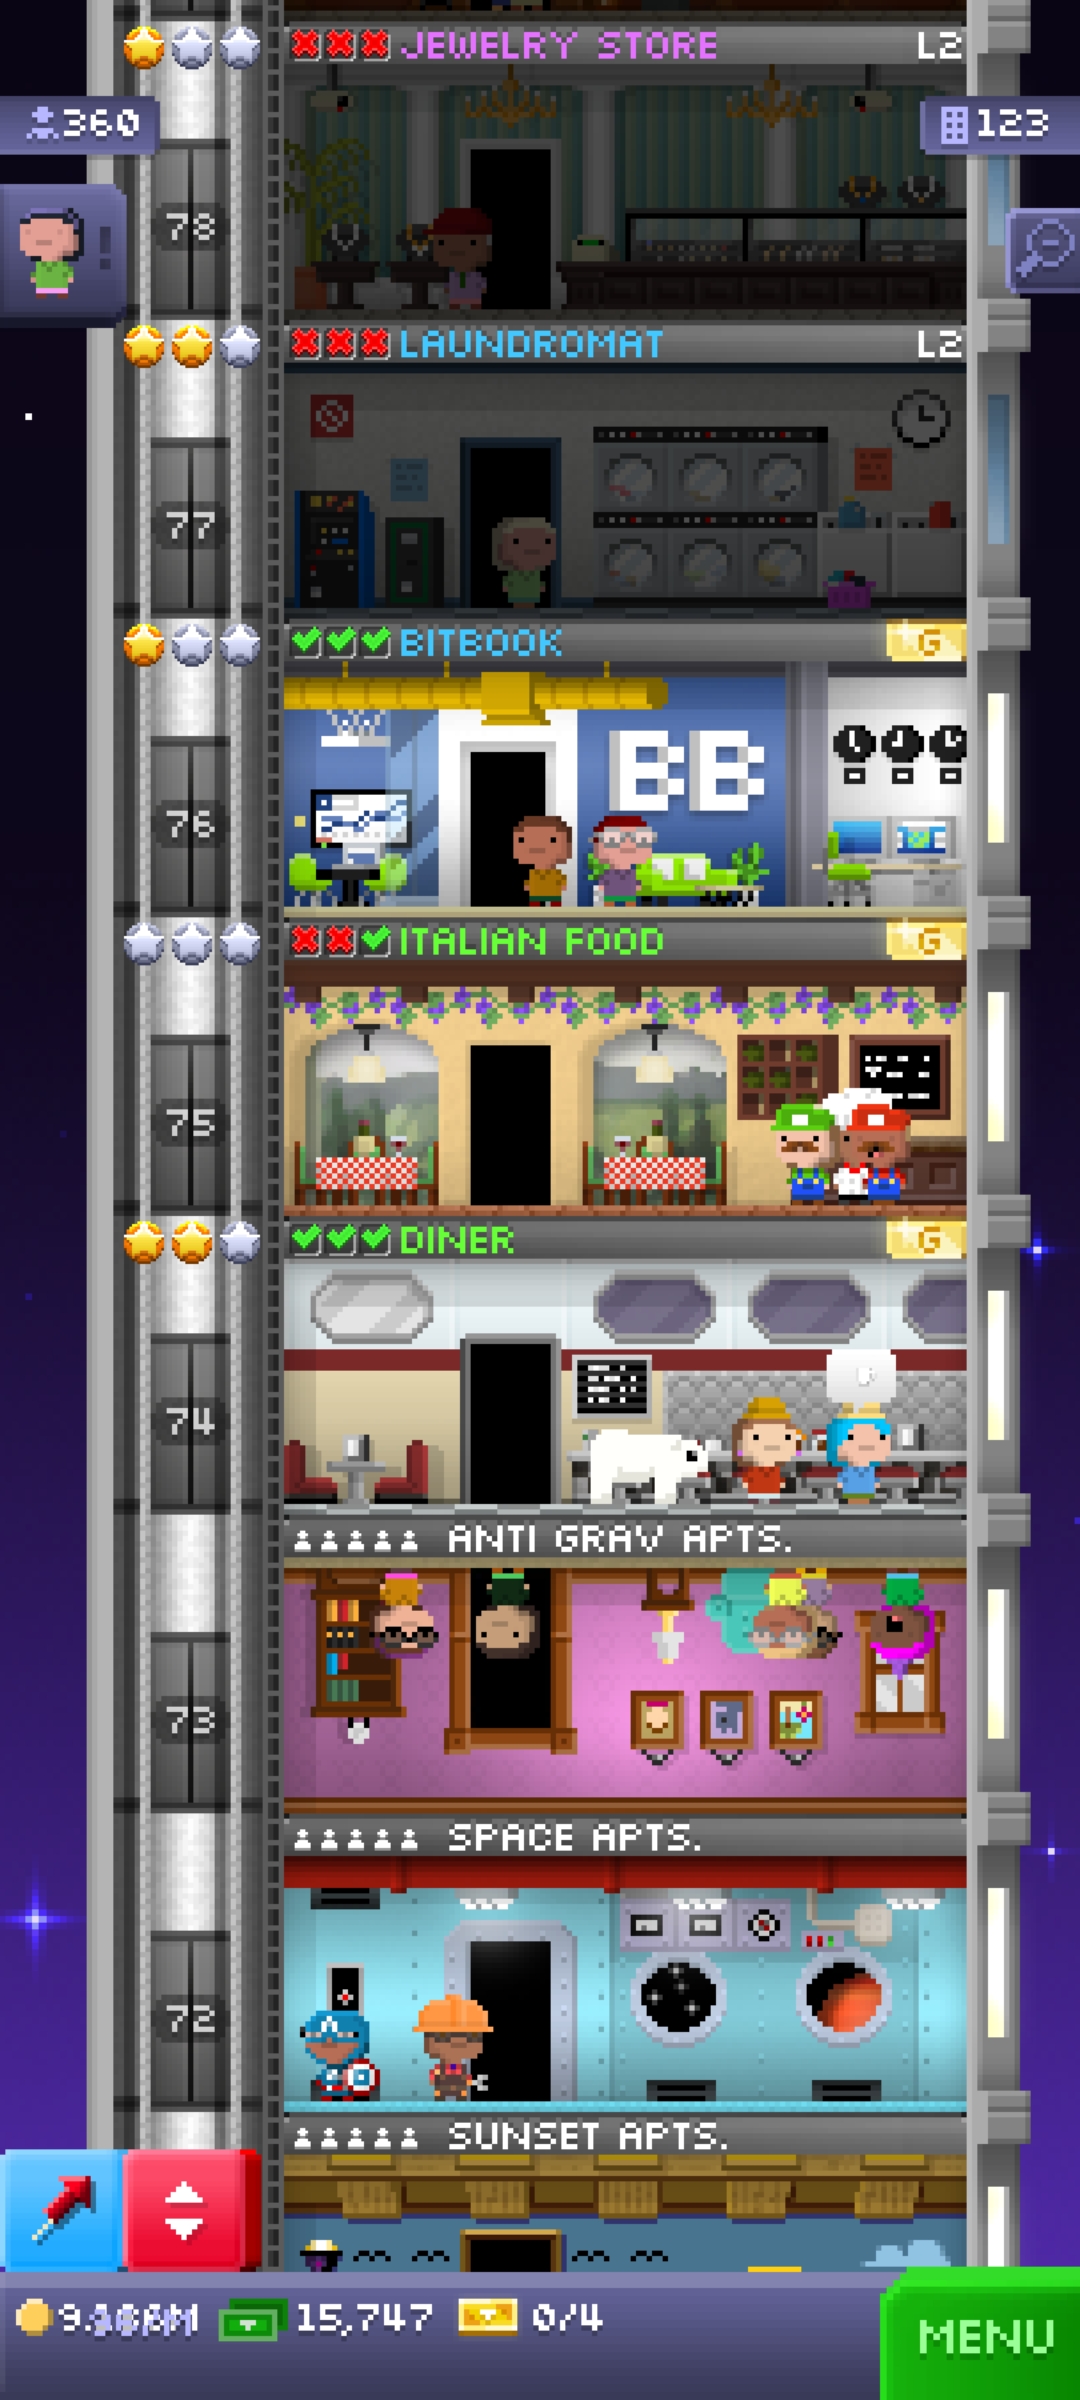 JEWELRY STORE L2
360
123
78
LAUNDROMAT L2
77
BITBOOK G
BB
76
ITALIAN FOOD G
75
DINER G
74
ANTI GRAV APTS.
73
SPACE APTS.
72
SUNSET APTS.
15,747
0/4
MENU